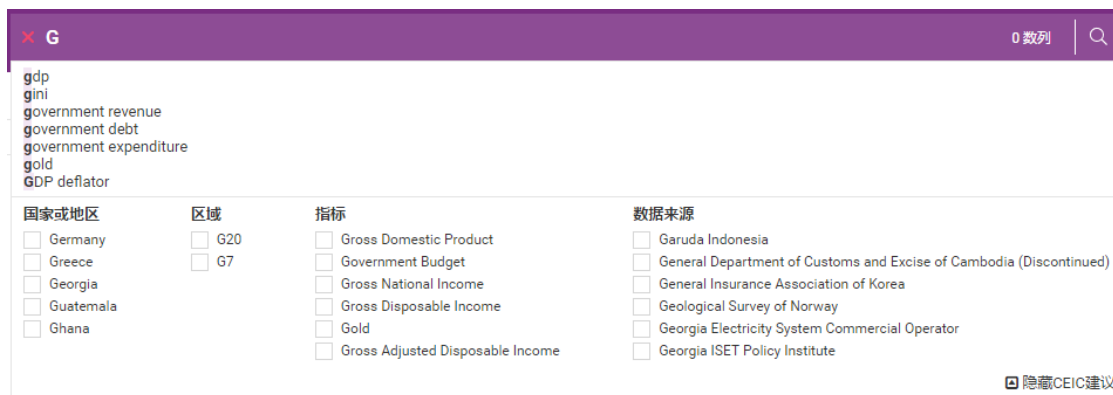 × G 0 数列
gdp
gini
government revenue
government debt
government expenditure
gold
GDP deflator
国家或地区 区域 指标 数据来源
Germany G20 Gross Domestic Product Garuda Indonesia
Greece G7 Government Budget General Department of Customs and Excise of Cambodia (Discontinued)
Georgia Gross National Income General Insurance Association of Korea
Guatemala Gross Disposable Income Geological Survey of Norway
Ghana Gold Georgia Electricity System Commercial Operator
Gross Adjusted Disposable Income Georgia ISET Policy Institute
隐藏CEIC建议